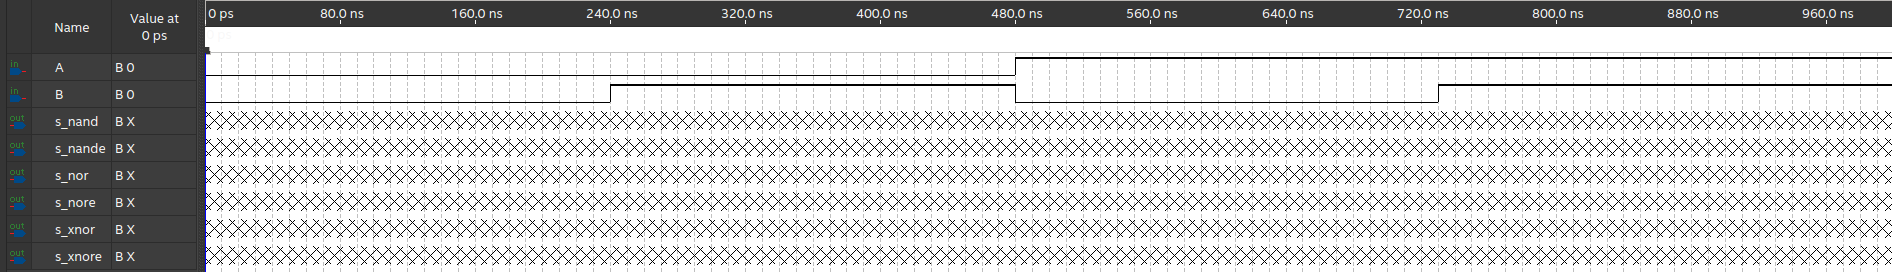 Name
Value at
0 ps
0 ps 80.0 ns 160.0 ns 240.0 ns 320.0 ns 400.0 ns 480.0 ns 560.0 ns 640.0 ns 720.0 ns 800.0 ns 880.0 ns 960.0 ns
in A B 0
in B B 0
out s_nand B X
out s_nande B X
out s_nor B X
out s_nore B X
out s_xnor B X
out s_xnore B X